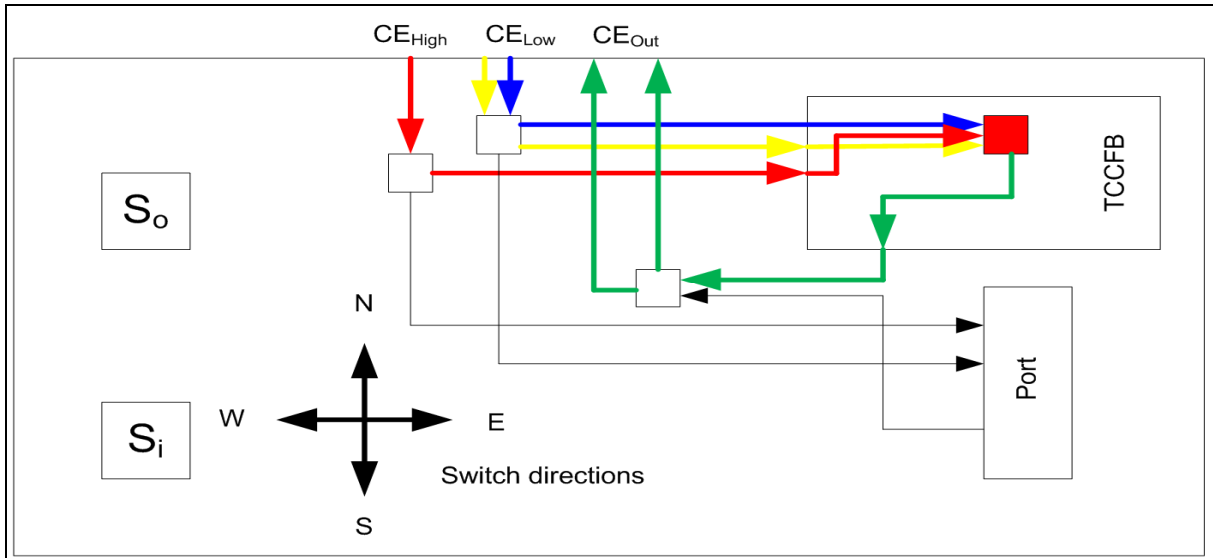 CEHigh CELow CEOut
TCCFB
So
N
Port
W
E
Si
Switch directions
S